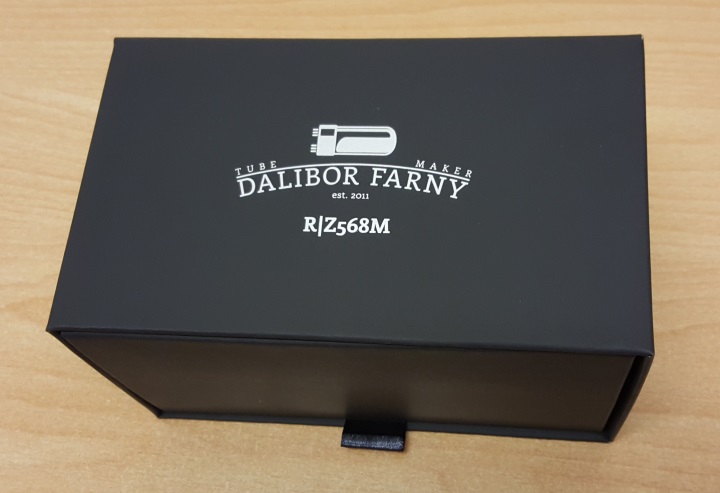 TUBE MAKER
DALIBOR FARNY
est. 2011
R|Z568M